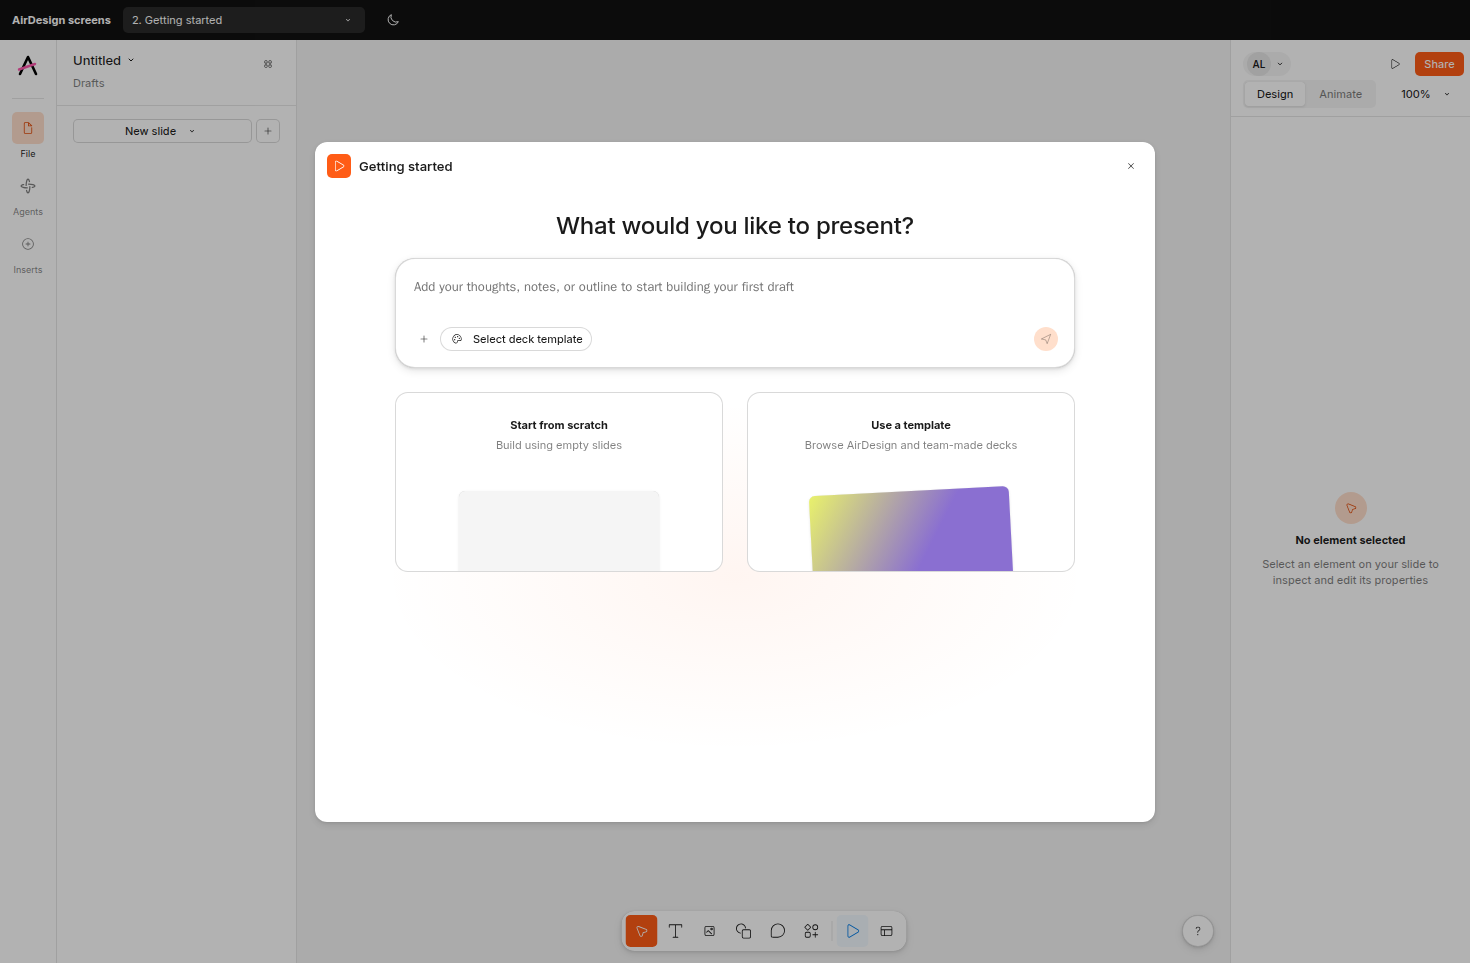 AirDesign screens
2. Getting started
Untitled
Drafts
New slide
File
Agents
Inserts
Getting started
What would you like to present?
Add your thoughts, notes, or outline to start building your first draft
Select deck template
Start from scratch
Build using empty slides
Use a template
Browse AirDesign and team-made decks
AL
Share
Design
Animate
100%
No element selected
Select an element on your slide to
inspect and edit its properties
?